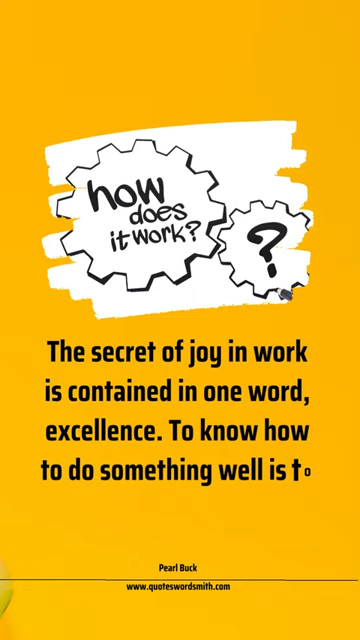 how
does
it work?
?
The secret of joy in work
is contained in one word,
excellence. To know how
to do something well is to
Pearl Buck
www.quoteswordsmith.com